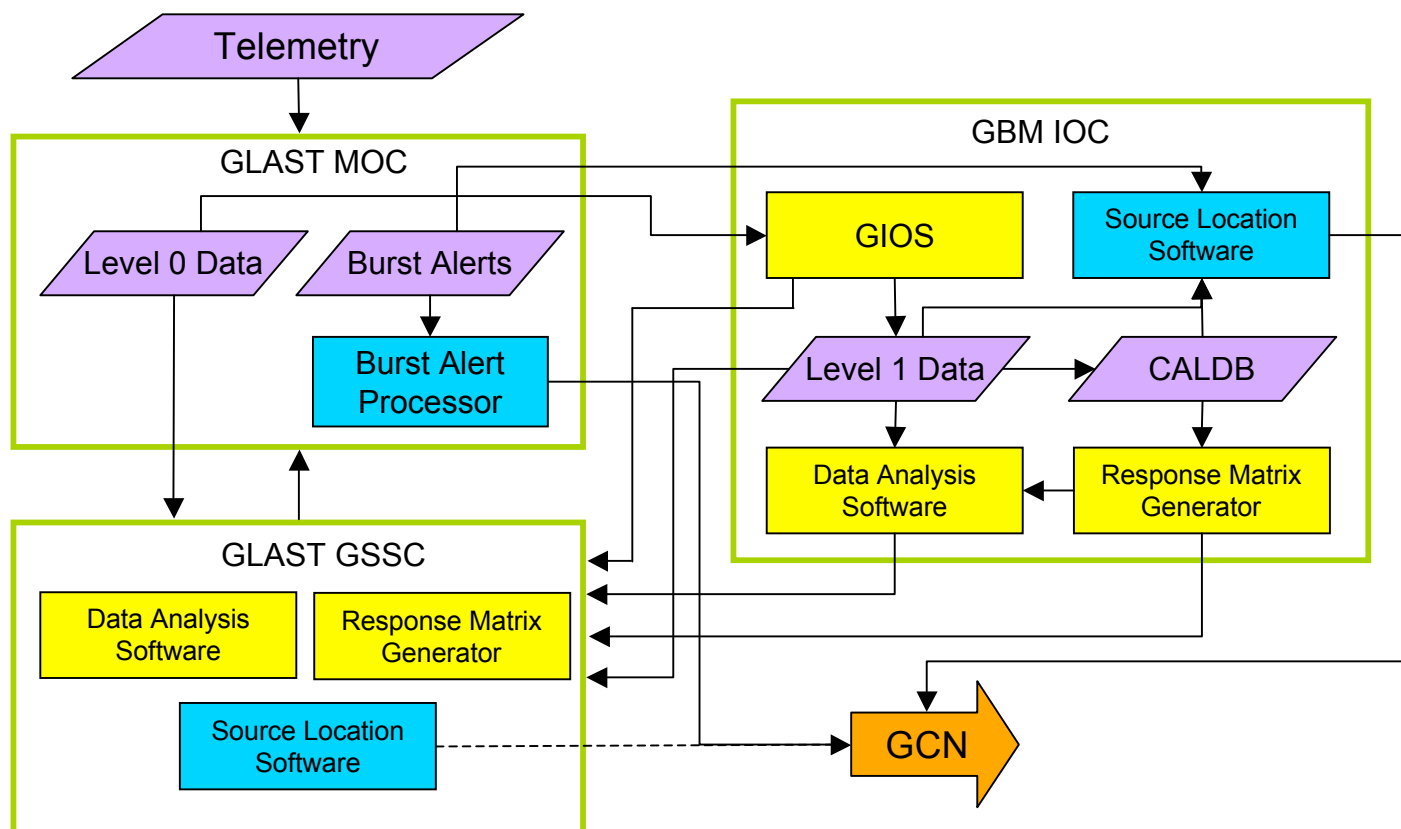 Telemetry
GLAST MOC
Level 0 Data
Burst Alerts
Burst Alert
Processor
GBM IOC
GIOS
Source Location
Software
Level 1 Data
CALDB
Data Analysis
Software
Response Matrix
Generator
GLAST GSSC
Data Analysis
Software
Response Matrix
Generator
Source Location
Software
GCN